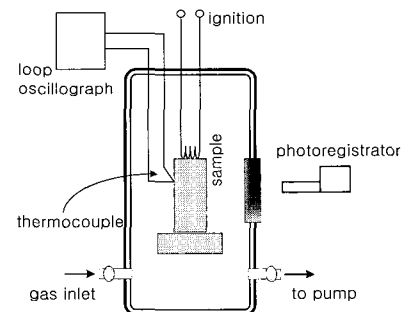 ignition
loop
oscillograph
sample
photoregistrator
thermocouple
gas inlet
to pump